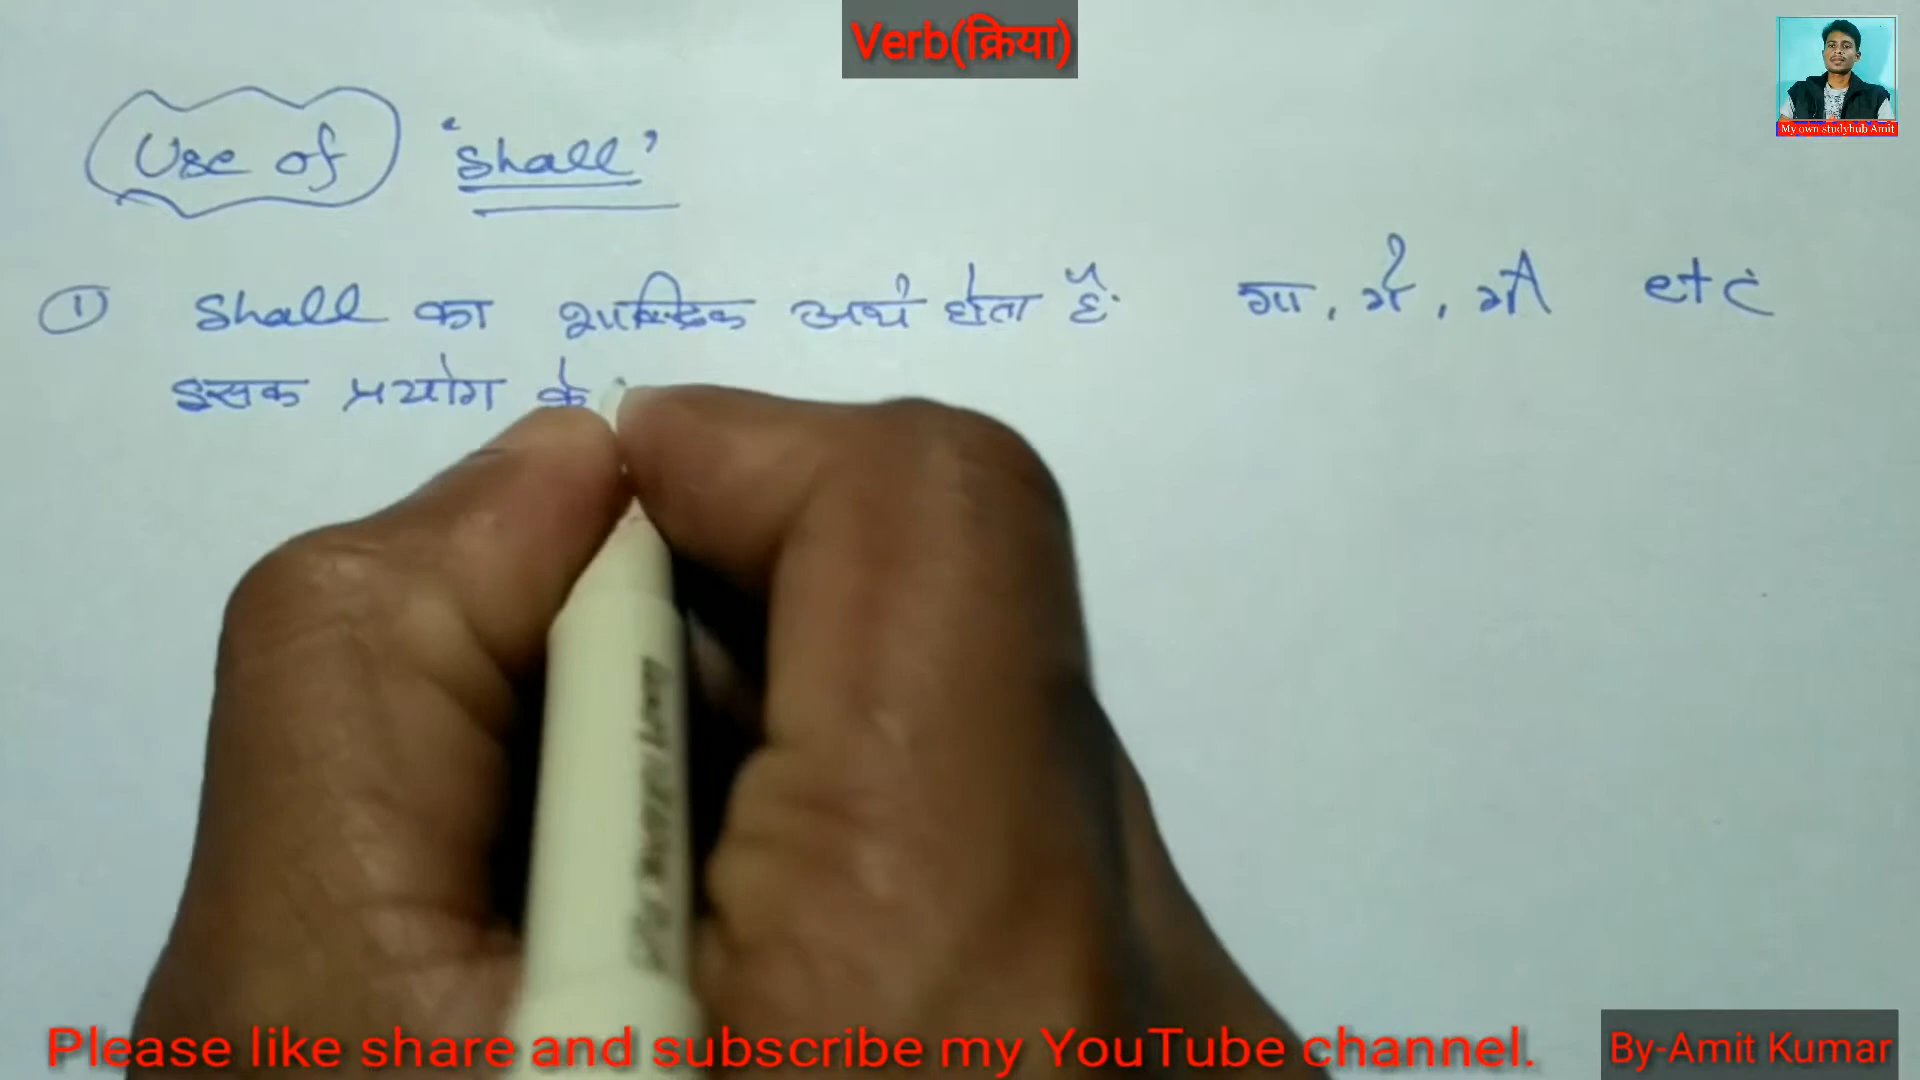 Verb(क्रिया)
My own studyhub Amit
Use of 'Shall'
① Shall का शाब्दिक अर्थ होता है गा, गे, गी etc
इसक प्रयोग के
Please like share and subscribe my YouTube channel.
By-Amit Kumar